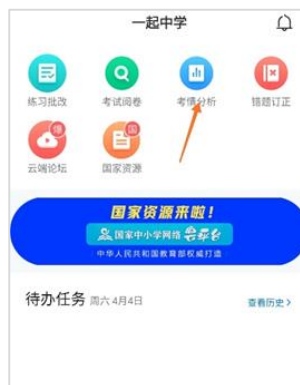 一起中学
练习批改
考试阅卷
考情分析
错题订正
爆
国
云端论坛
国家资源
国家资源来啦！
国家中小学网络云平台
中华人民共和国教育部权威打造
待办任务 周六 4月4日
查看历史